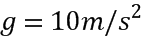 g = 10m/s²